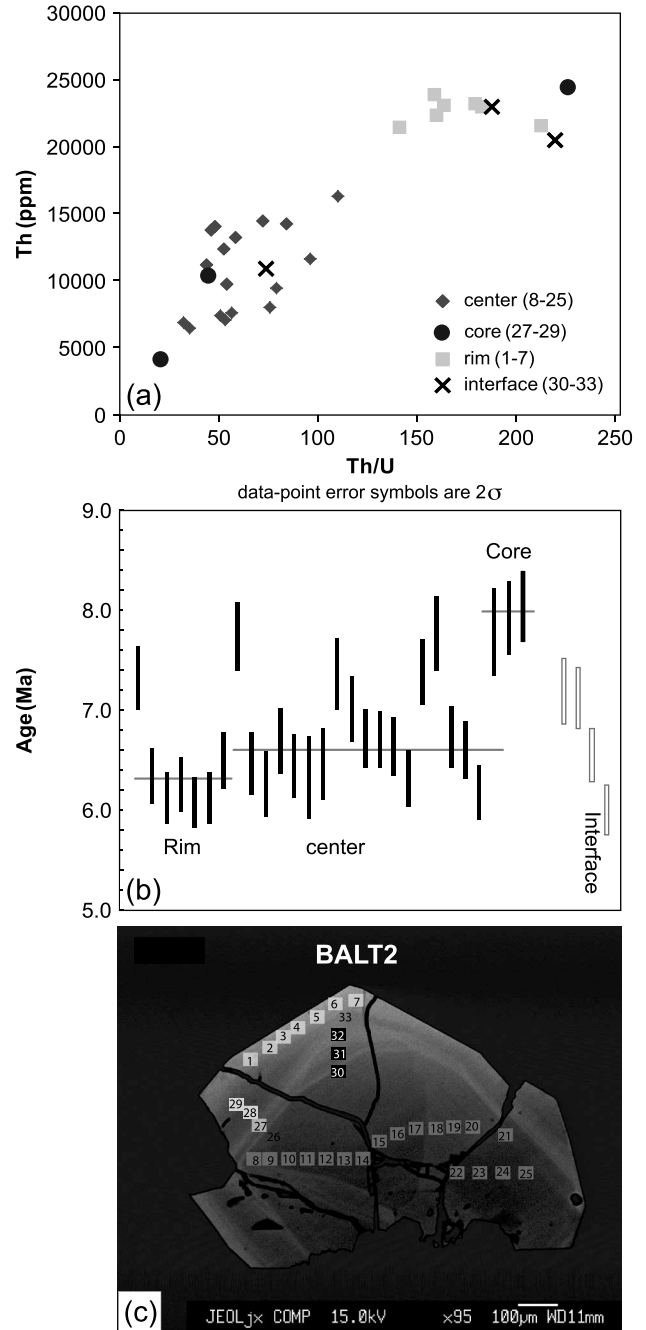 30000
25000
20000
15000
10000
5000
0
Th (ppm)
center (8-25)
core (27-29)
rim (1-7)
interface (30-33)
(a)
0 50 100 150 200 250
Th/U
data-point error symbols are 2σ
9.0
8.0
7.0
6.0
5.0
Age (Ma)
Core
Rim
center
Interface
(b)
BALT2
1 2 3 4 5 6 7
33
32
31
30
29
28
27
26
8 9 10 11 12 13 14
15 16 17 18 19 20 21
22 23 24 25
(c)
JEOLjx COMP 15.0kV ×95 100µm WD11mm